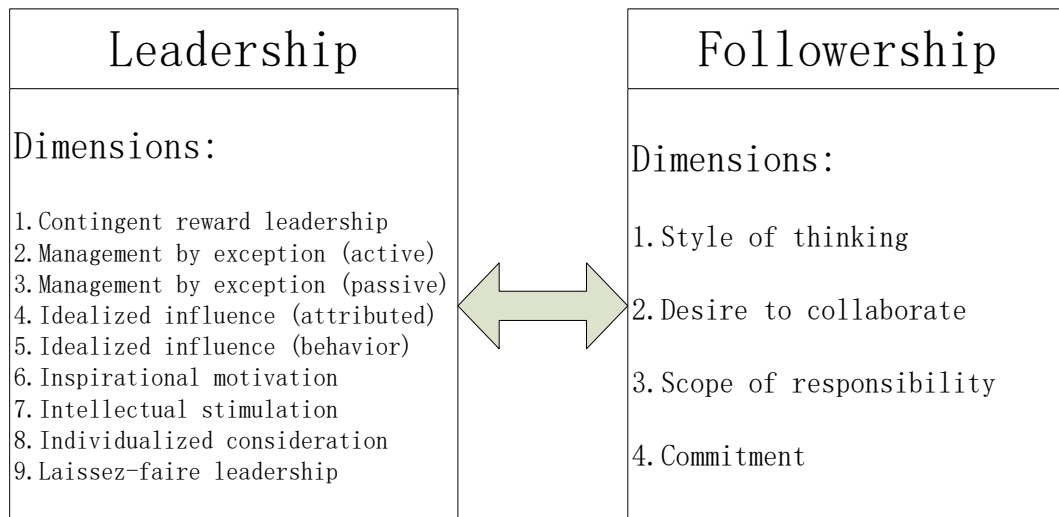 Leadership
Dimensions:
1.Contingent reward leadership
2.Management by exception (active)
3.Management by exception (passive)
4.Idealized influence (attributed)
5.Idealized influence (behavior)
6.Inspirational motivation
7.Intellectual stimulation
8.Individualized consideration
9.Laissez-faire leadership
Followership
Dimensions:
1.Style of thinking
2.Desire to collaborate
3.Scope of responsibility
4.Commitment